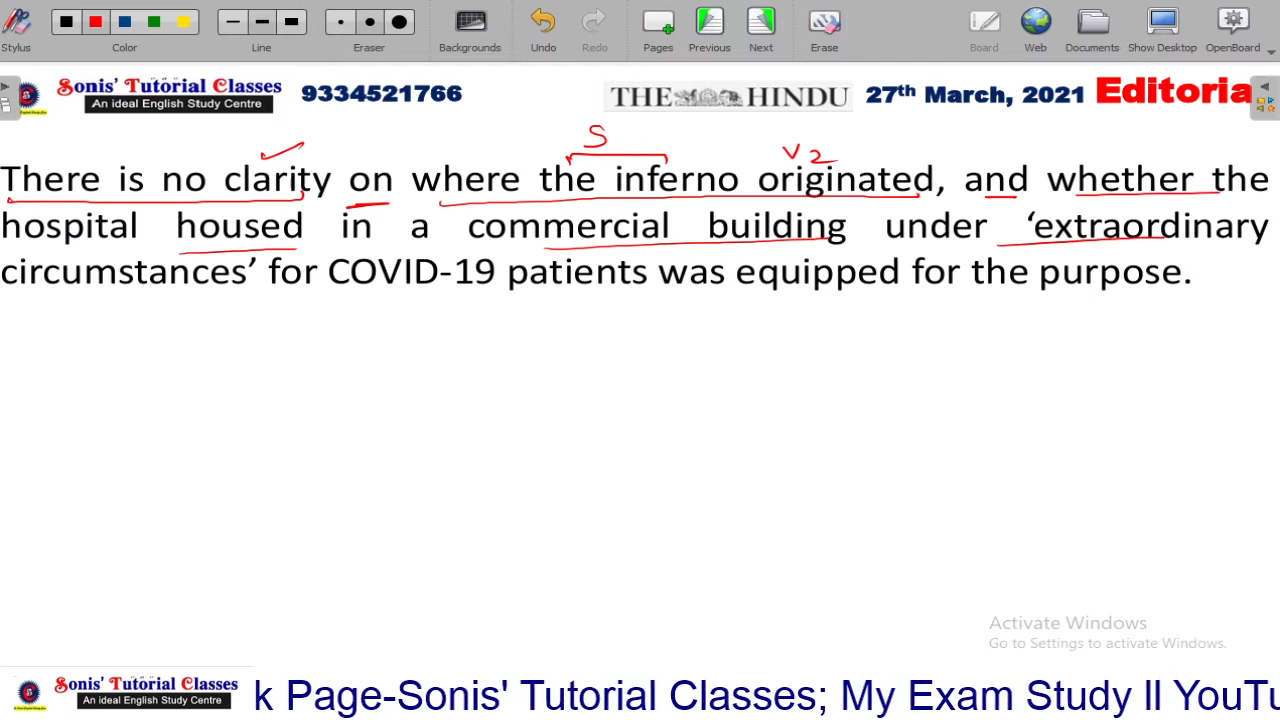 Stylus Color Line Eraser Backgrounds Undo Redo Pages Previous Next Erase Board Web Documents Show Desktop OpenBoard
Sonis' Tutorial Classes
An ideal English Study Centre
9334521766
THE HINDU
27th March, 2021
Editoria
S
V2
There is no clarity on where the inferno originated, and whether the
hospital housed in a commercial building under ‘extraordinary
circumstances’ for COVID-19 patients was equipped for the purpose.
Activate Windows
Go to Settings to activate Windows.
Sonis' Tutorial Classes
An ideal English Study Centre
k Page-Sonis' Tutorial Classes; My Exam Study ll YouTu